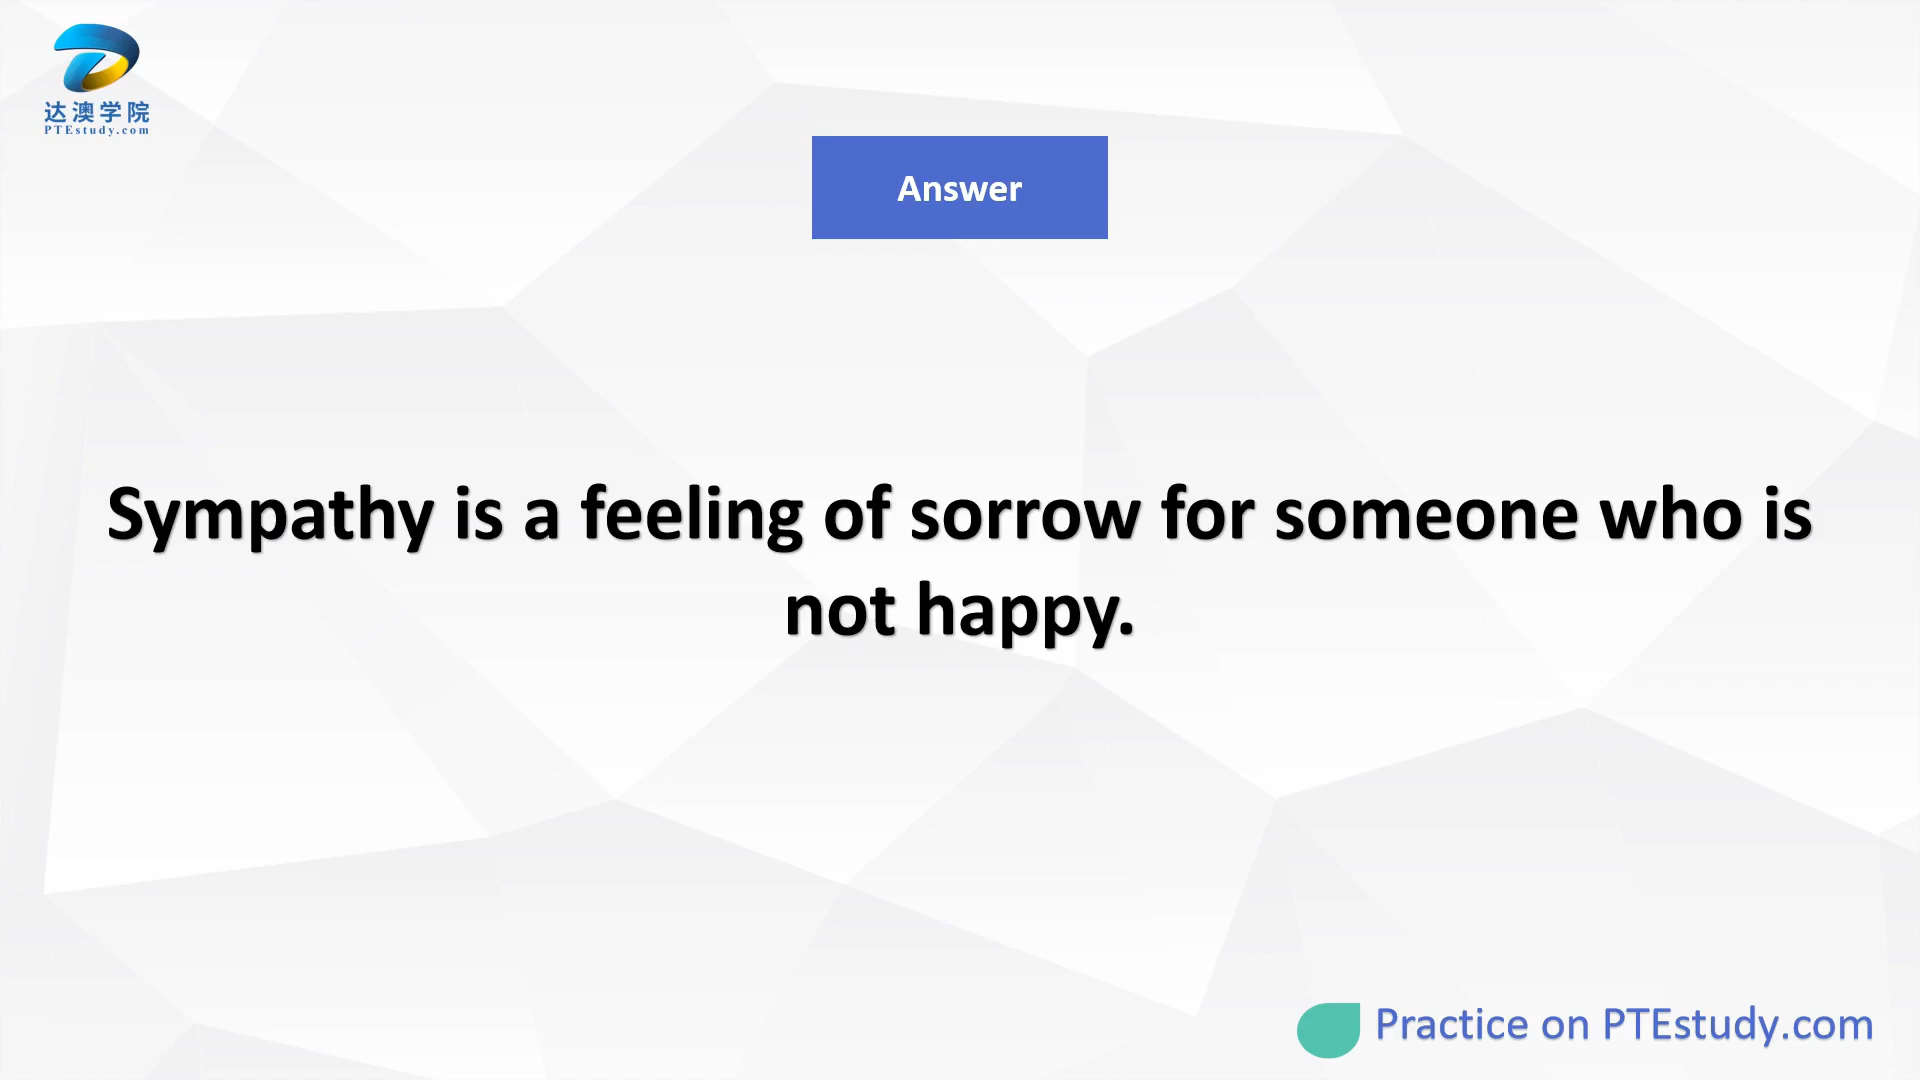 达澳学院
PTEstudy.com
Answer
Sympathy is a feeling of sorrow for someone who is
not happy.
Practice on PTEstudy.com